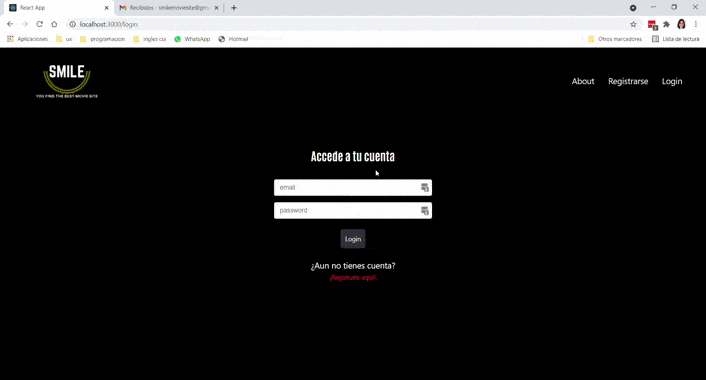 React App
Recibidos - smilemoviesite@gm
localhost:3000/login
Aplicaciones
ux
programacion
ingles cui
WhatsApp
Hotmail
Otros marcadores
Lista de lectura
SMILE
YOU FIND THE BEST MOVIE SITE
About
Registrarse
Login
Accede a tu cuenta
email
password
Login
¿Aun no tienes cuenta?
¡Registrate aquí!